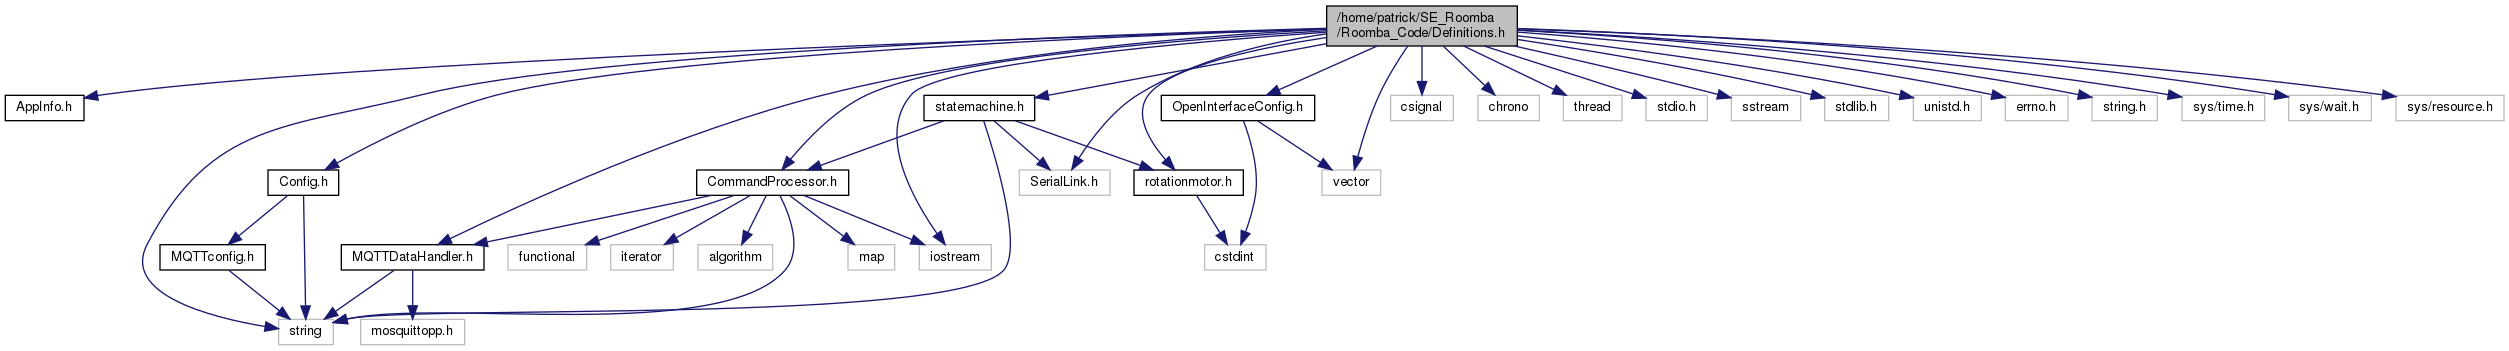 /home/patrick/SE_Roomba
/Roomba_Code/Definitions.h
AppInfo.h
statemachine.h
OpenInterfaceConfig.h
csignal
chrono
thread
stdio.h
sstream
stdlib.h
unistd.h
errno.h
string.h
sys/time.h
sys/wait.h
sys/resource.h
Config.h
CommandProcessor.h
SerialLink.h
rotationmotor.h
vector
MQTTconfig.h
MQTTDataHandler.h
functional
iterator
algorithm
map
iostream
cstdint
string
mosquittopp.h